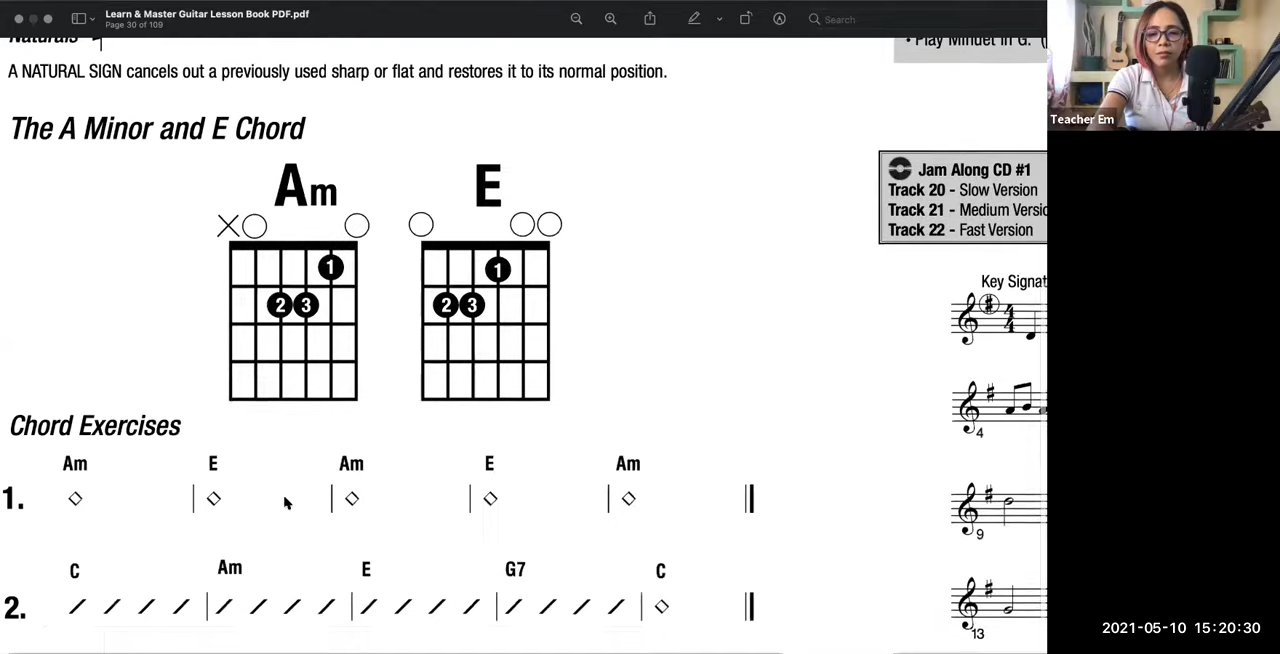 Learn & Master Guitar Lesson Book PDF.pdf
Page 30 of 109
Search
Naturals
• Play Minuet in G. (
A NATURAL SIGN cancels out a previously used sharp or flat and restores it to its normal position.
Teacher Em
The A Minor and E Chord
Am E
1 1
2 3 2 3
Jam Along CD #1
Track 20 - Slow Version
Track 21 - Medium Versio
Track 22 - Fast Version
Key Signat
4
4
4
9
13
Chord Exercises
Am E Am E Am
1.
C Am E G7 C
2.
2021-05-10 15:20:30